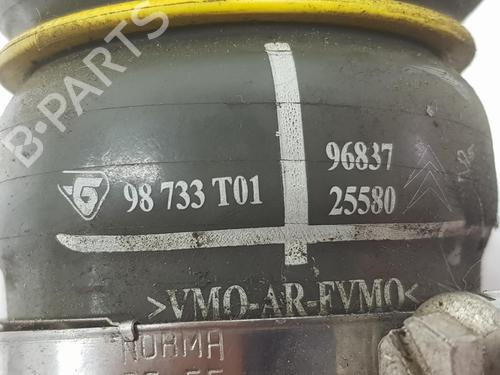 B-PARTS
98 733 T01
96837
25580
>VMO-AR-FVMO<
NORMA